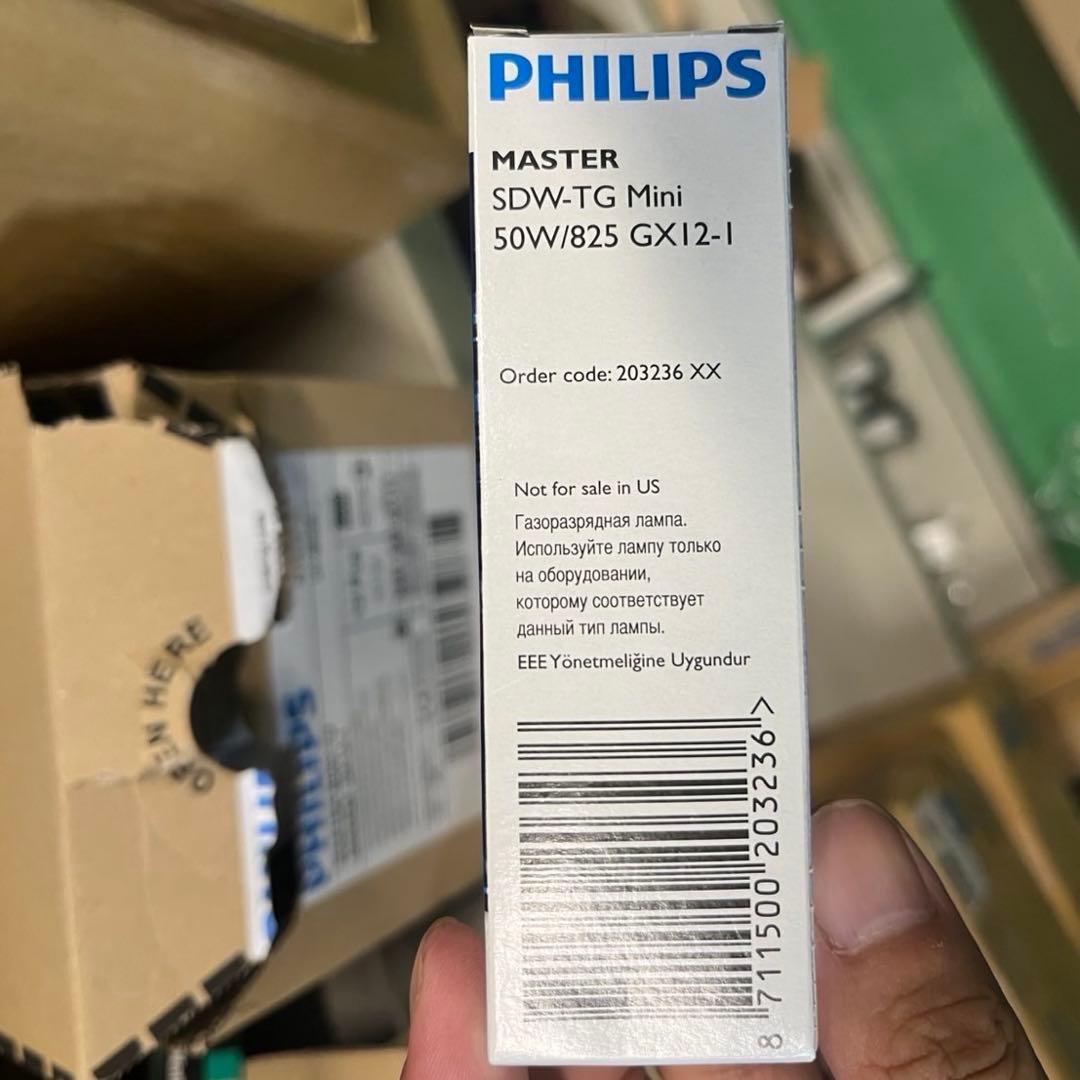 PHILIPS
MASTER
SDW-TG Mini
50W/825 GX12-1
Order code: 203236 XX
Not for sale in US
Газоразрядная лампа.
Используйте лампу только
на оборудовании,
которому соответствует
данный тип лампы.
EEE Yönetmeliğine Uygundur
8 711500 203236 >
OPEN HERE
PHILIPS